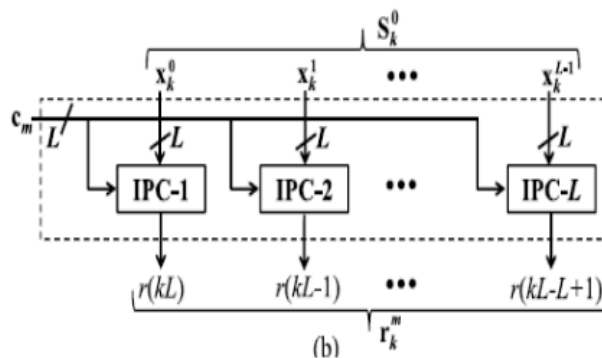 S_k^0
x_k^0 x_k^1 ••• x_k^{L-1}
c_m L L L L
IPC-1 IPC-2 ••• IPC-L
r(kL) r(kL-1) ••• r(kL-L+1)
r_k^m
(b)